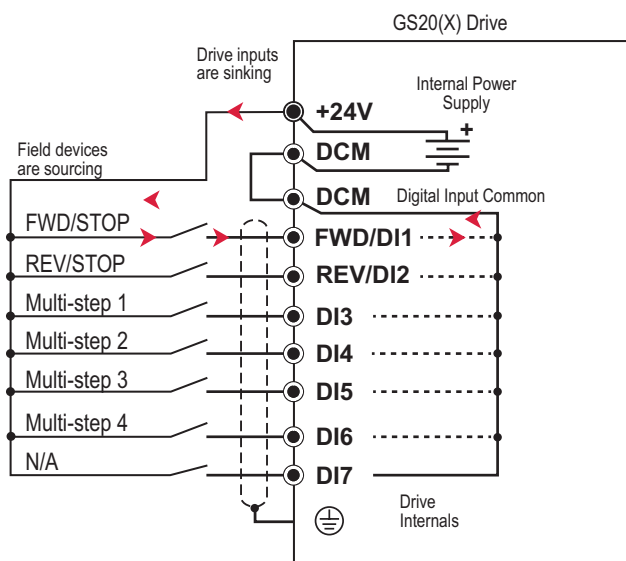 GS20(X) Drive
Drive inputs
are sinking
Internal Power
Supply
+24V
+
Field devices
are sourcing
DCM
DCM
Digital Input Common
FWD/STOP
FWD/DI1
REV/STOP
REV/DI2
Multi-step 1
DI3
Multi-step 2
DI4
Multi-step 3
DI5
Multi-step 4
DI6
N/A
DI7
Drive
Internals